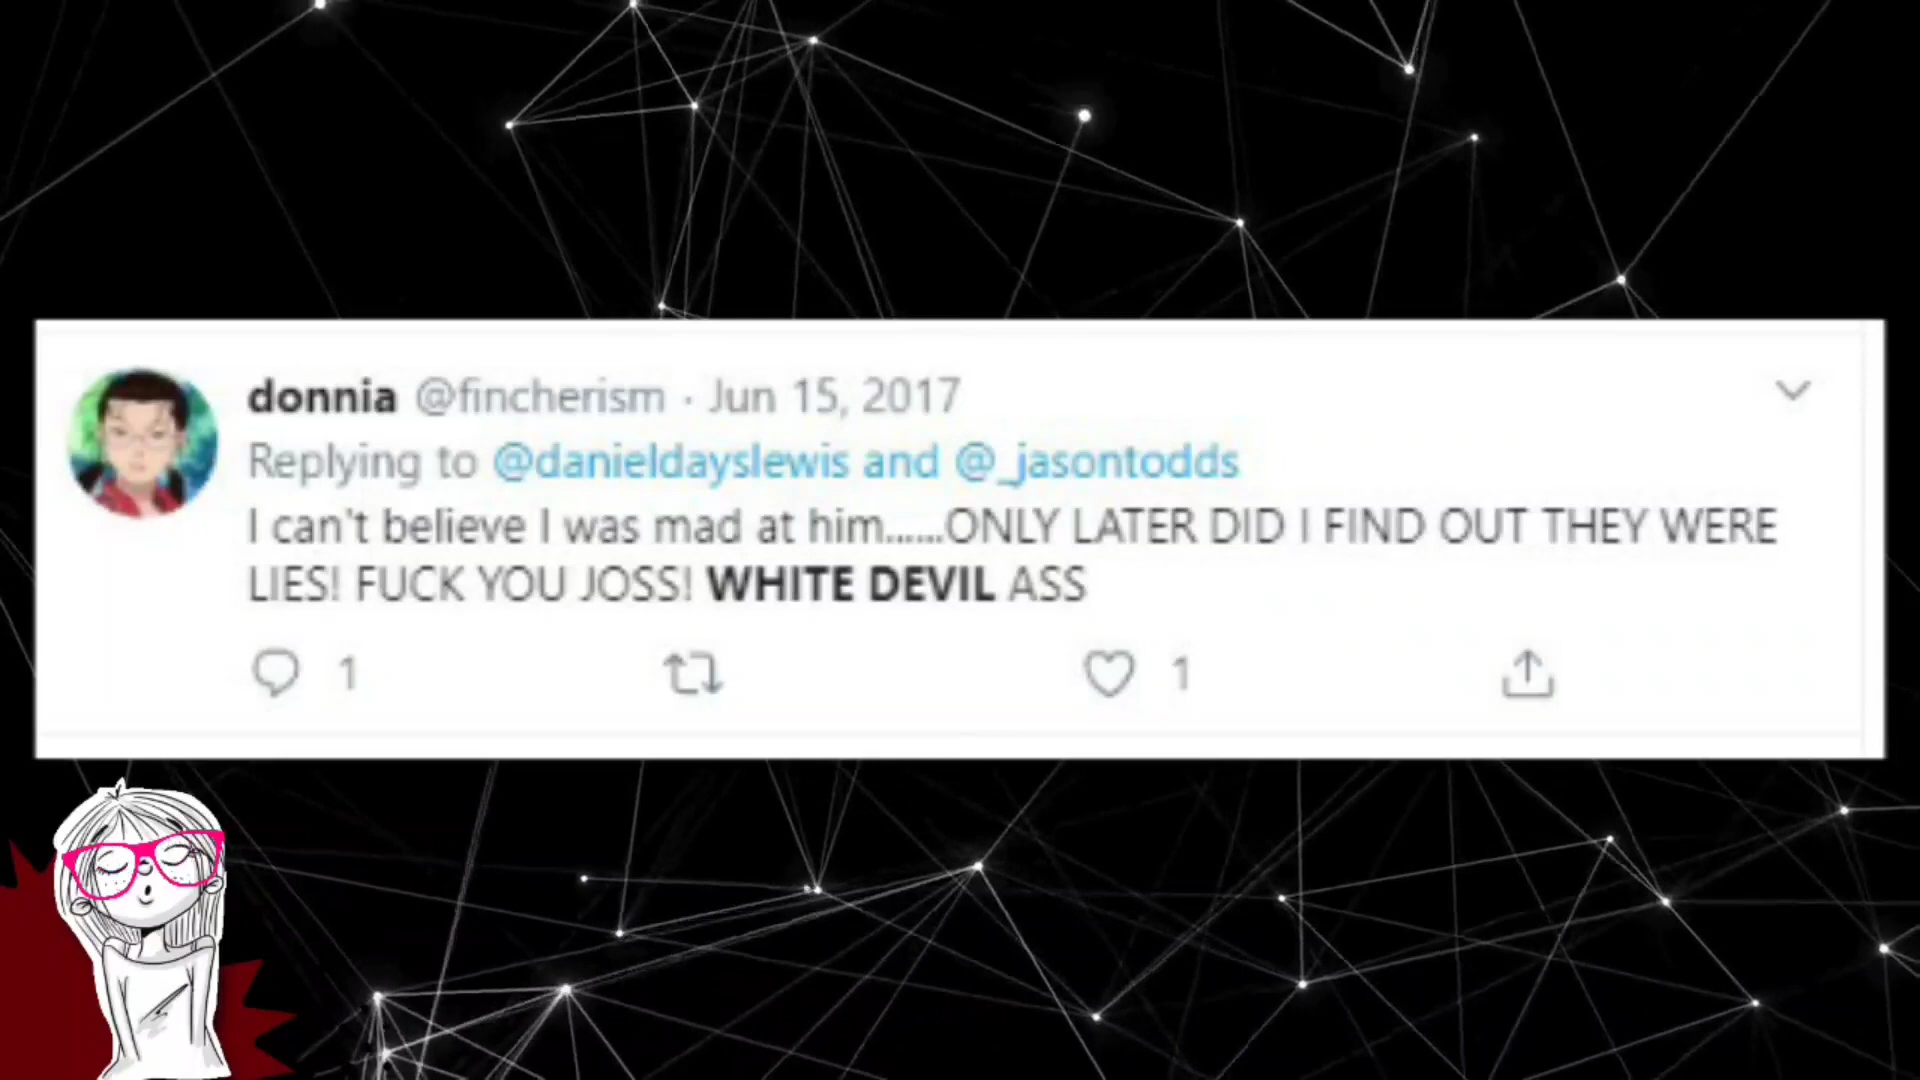 donnia @fincherism · Jun 15, 2017
Replying to @danieldayslewis and @_jasontodds
I can't believe I was mad at him......ONLY LATER DID I FIND OUT THEY WERE
LIES! FUCK YOU JOSS! WHITE DEVIL ASS
1 1